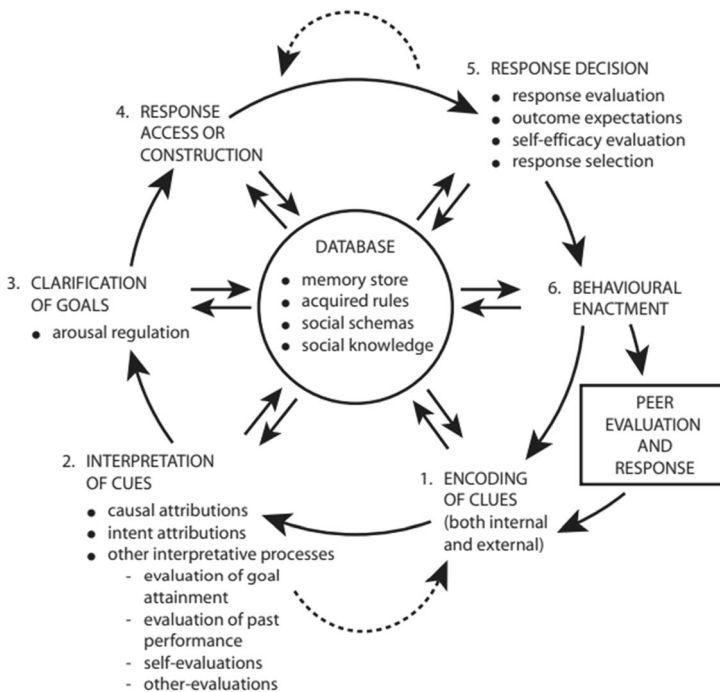 1. ENCODING
OF CLUES
(both internal
and external)
2. INTERPRETATION
OF CUES
● causal attributions
● intent attributions
● other interpretative processes
- evaluation of goal
attainment
- evaluation of past
performance
- self-evaluations
- other-evaluations
3. CLARIFICATION
OF GOALS
● arousal regulation
4. RESPONSE
ACCESS OR
CONSTRUCTION
5. RESPONSE DECISION
● response evaluation
● outcome expectations
● self-efficacy evaluation
● response selection
6. BEHAVIOURAL
ENACTMENT
PEER
EVALUATION
AND
RESPONSE
DATABASE
● memory store
● acquired rules
● social schemas
● social knowledge